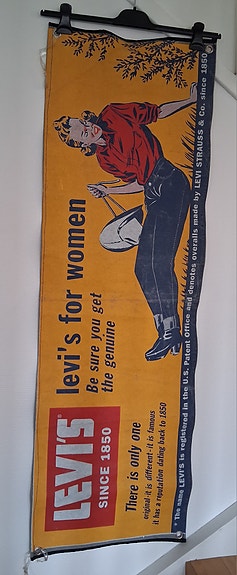 levi's for women
Be sure you get
the genuine
LEVI'S®
SINCE 1850
There is only one
original-it is different-it is famous
it has a reputation dating back to 1850
* The name LEVI'S is registered in the U.S. Patent Office and denotes overalls made by LEVI STRAUSS & Co. since 1850